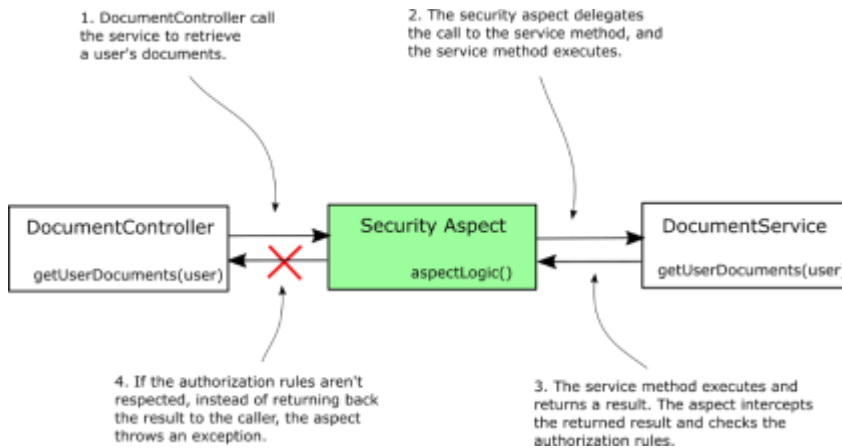 1. DocumentController call
the service to retrieve
a user's documents.
2. The security aspect delegates
the call to the service method, and
the service method executes.
DocumentController
getUserDocuments(user)
Security Aspect
aspectLogic()
DocumentService
getUserDocuments(user)
4. If the authorization rules aren't
respected, instead of returning back
the result to the caller, the aspect
throws an exception.
3. The service method executes and
returns a result. The aspect intercepts
the returned result and checks the
authorization rules.